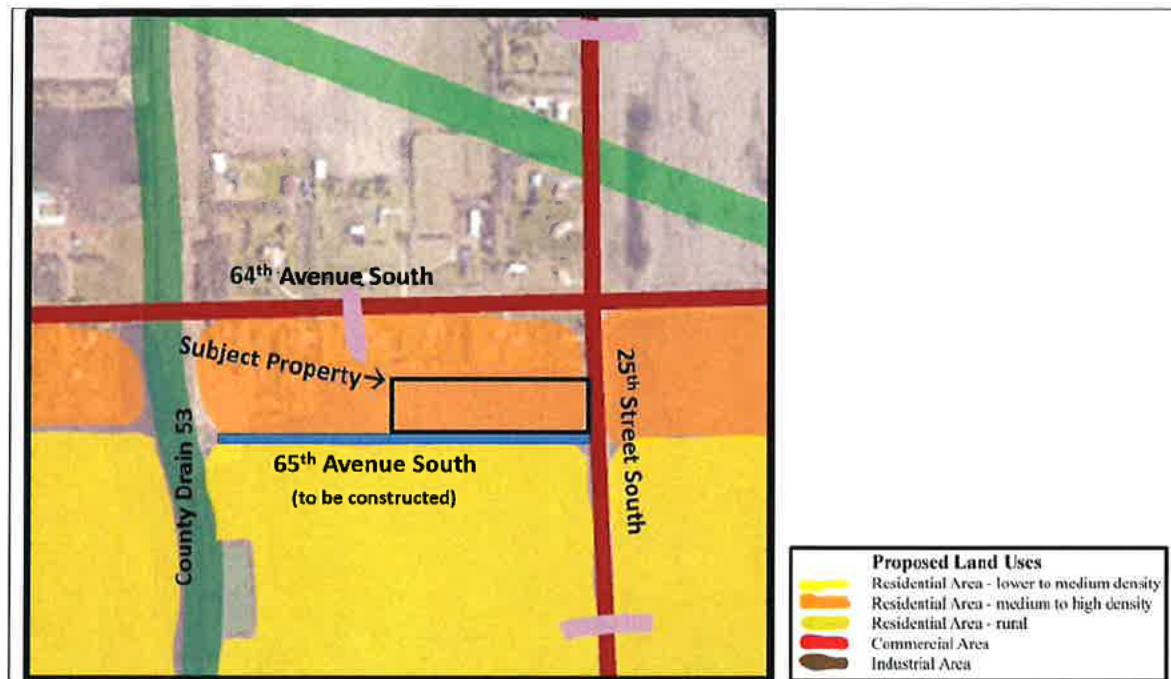 64th Avenue South
Subject Property→
25th Street South
County Drain 53
65th Avenue South
(to be constructed)
Proposed Land Uses
Residential Area - lower to medium density
Residential Area - medium to high density
Residential Area - rural
Commercial Area
Industrial Area